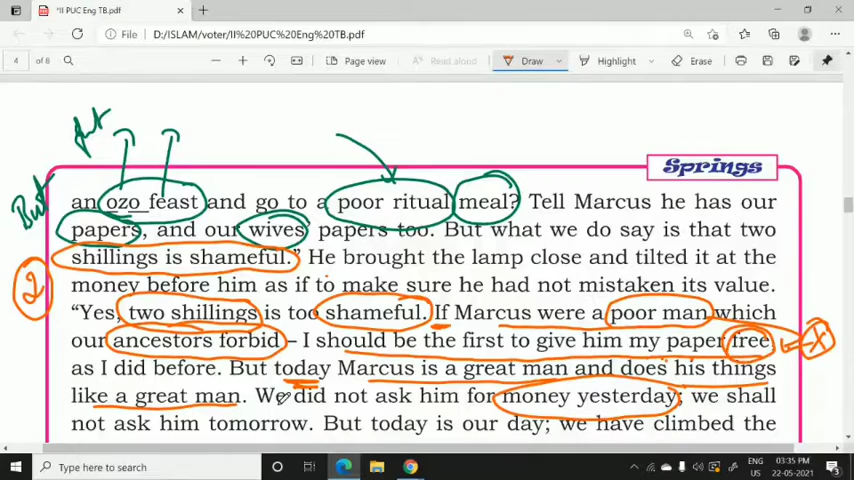 *II PUC Eng TB.pdf
File
D:/ISLAM/voter/II%20PUC%20Eng%20TB.pdf
4
of 8
Page view
Read aloud
Draw
Highlight
Erase
But
Springs
an ozo feast and go to a poor ritual meal? Tell Marcus he has our
papers, and our wives papers too. But what we do say is that two
shillings is shameful.” He brought the lamp close and tilted it at the
money before him as if to make sure he had not mistaken its value.
“Yes, two shillings is too shameful. If Marcus were a poor man which
our ancestors forbid – I should be the first to give him my paper free
2
as I did before. But today Marcus is a great man and does his things
like a great man. We did not ask him for money yesterday; we shall
not ask him tomorrow. But today is our day; we have climbed the
Type here to search
ENG
US
03:35 PM
22-05-2021
3